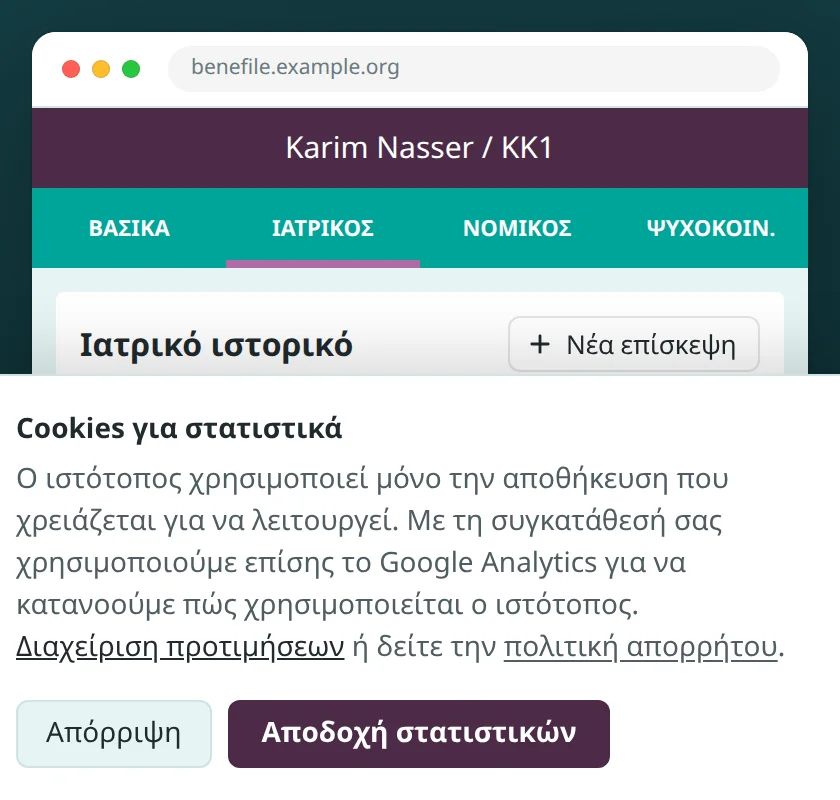 benefile.example.org
Karim Nasser / KK1
ΒΑΣΙΚΑ ΙΑΤΡΙΚΟΣ ΝΟΜΙΚΟΣ ΨΥΧΟΚΟΙΝ.
Ιατρικό ιστορικό + Νέα επίσκεψη
Cookies για στατιστικά
Ο ιστότοπος χρησιμοποιεί μόνο την αποθήκευση που
χρειάζεται για να λειτουργεί. Με τη συγκατάθεσή σας
χρησιμοποιούμε επίσης το Google Analytics για να
κατανοούμε πώς χρησιμοποιείται ο ιστότοπος.
Διαχείριση προτιμήσεων ή δείτε την πολιτική απορρήτου.
Απόρριψη Αποδοχή στατιστικών